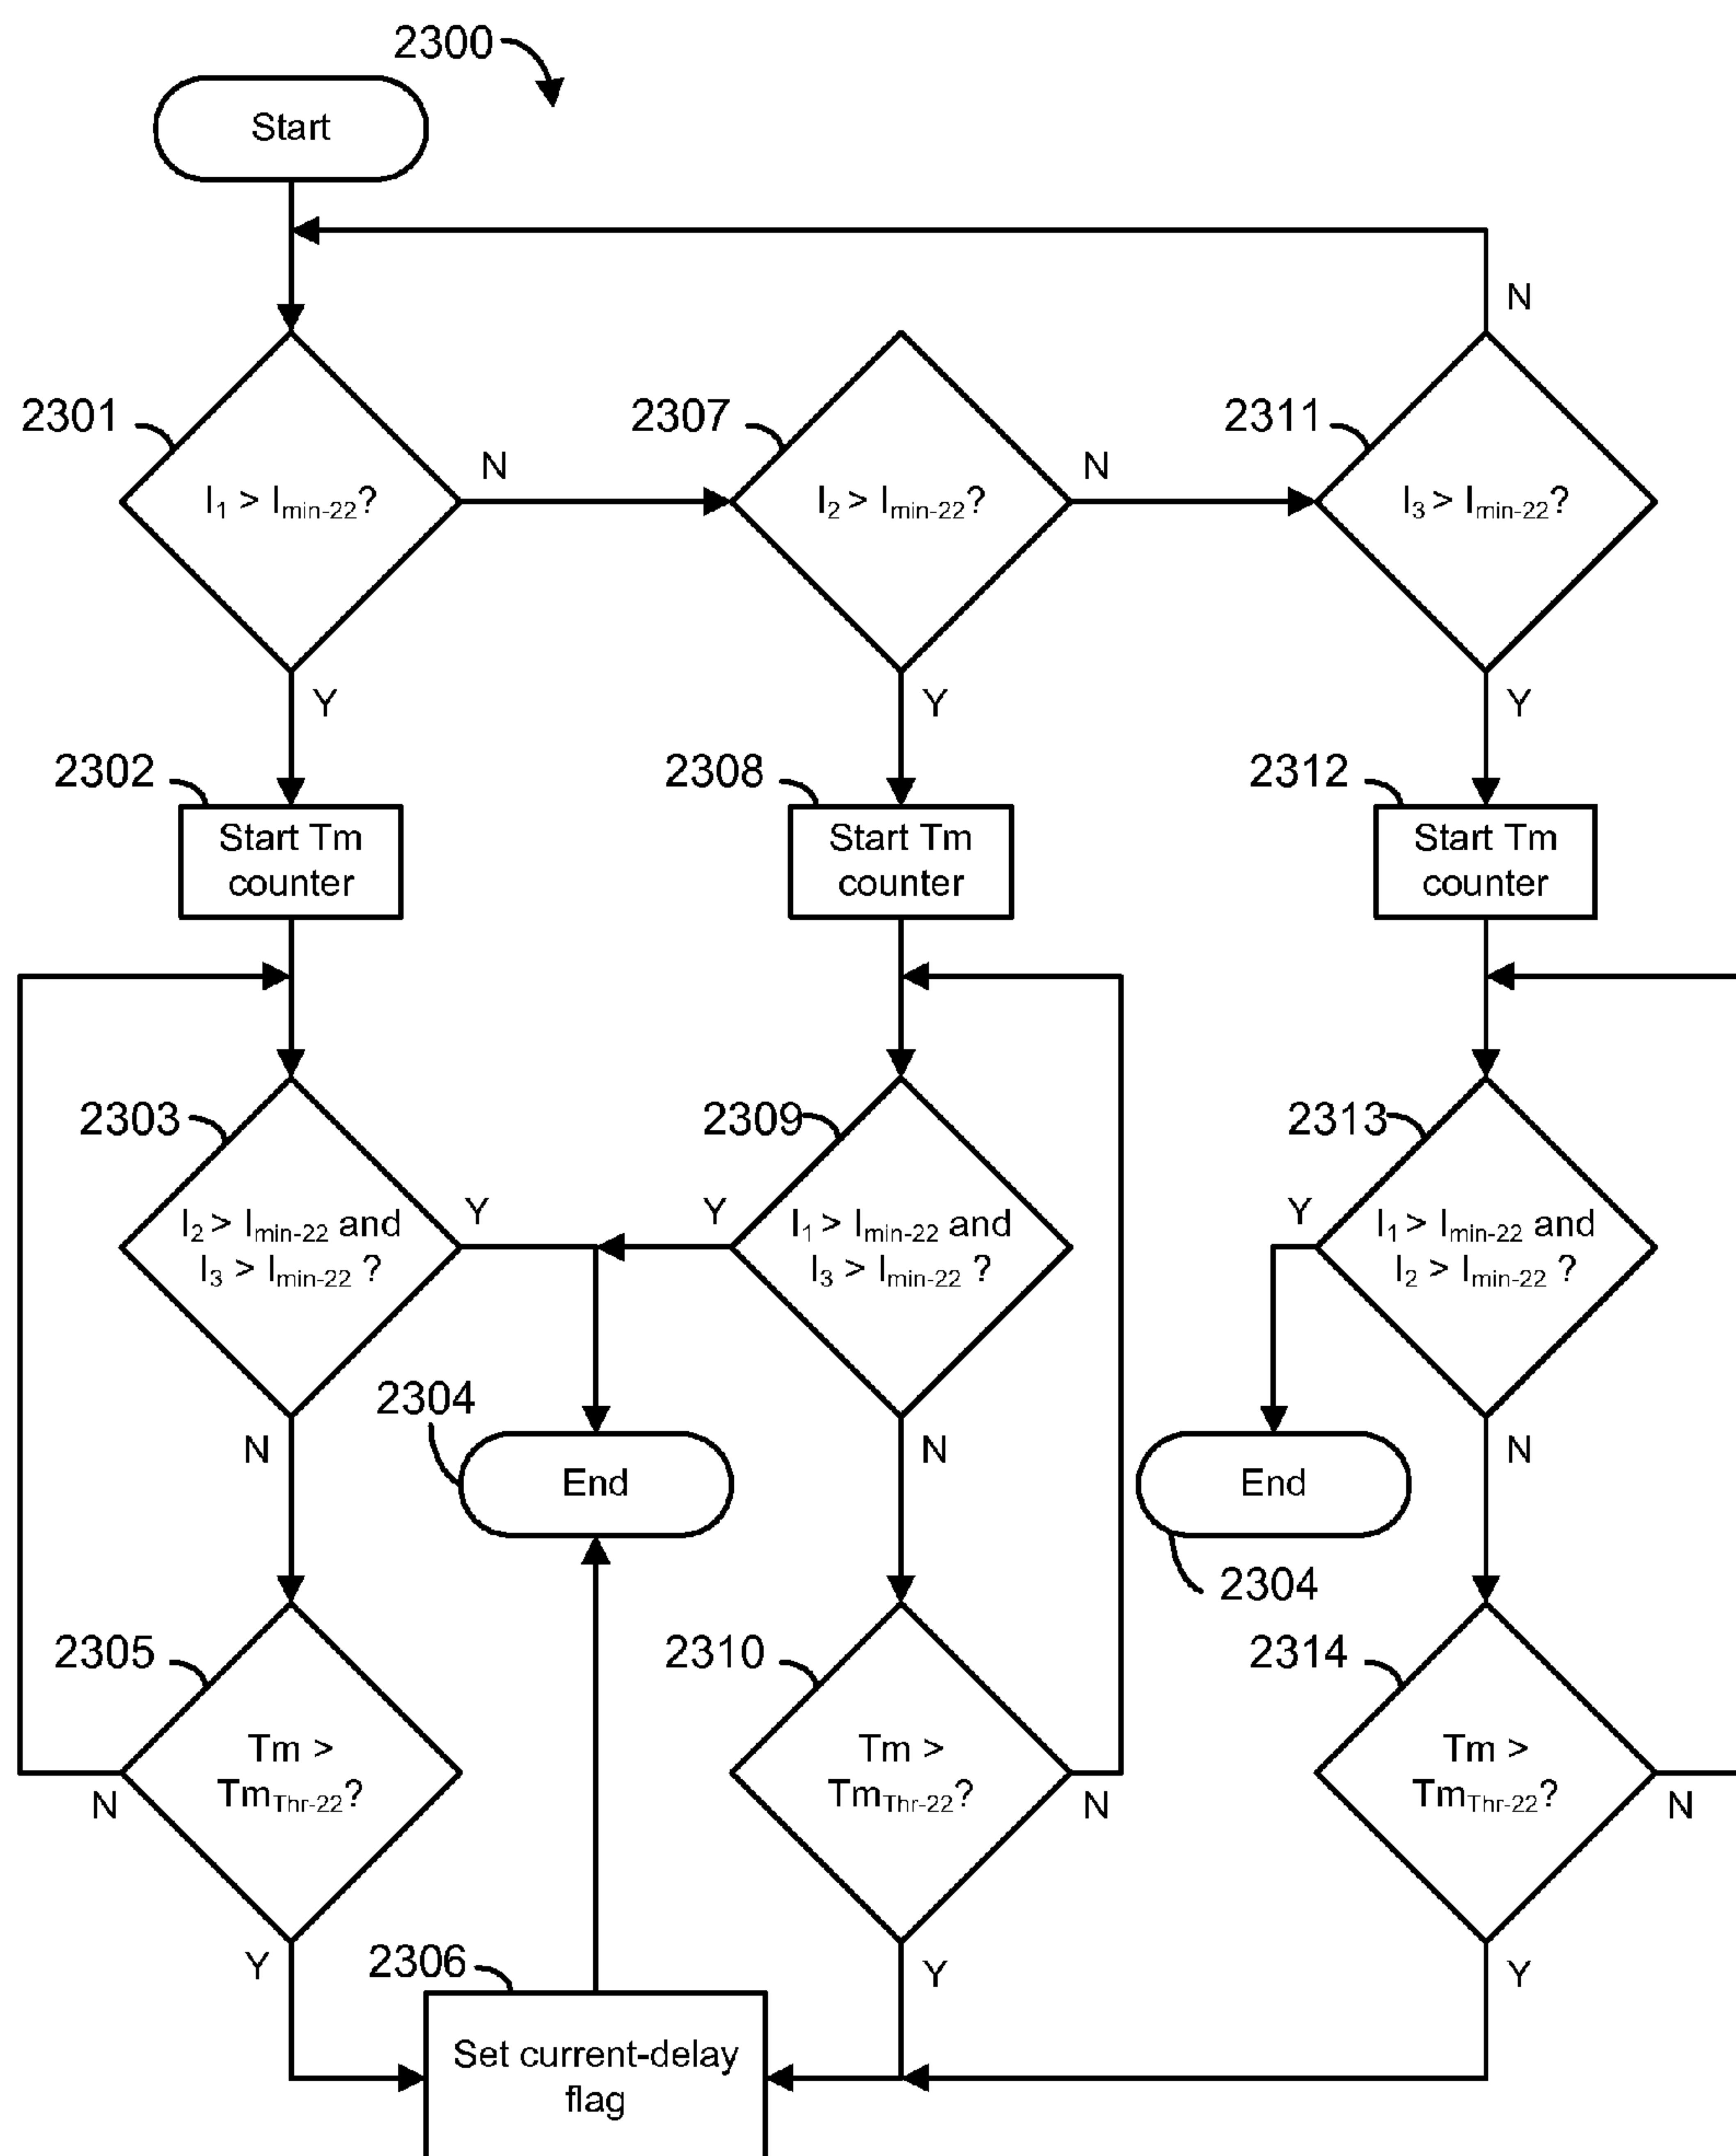 2300
Start
N
2301
2307
2311
I1 > Imin-22?
N
I2 > Imin-22?
N
I3 > Imin-22?
Y
Y
Y
2302
2308
2312
Start Tm
counter
Start Tm
counter
Start Tm
counter
2303
2309
2313
I2 > Imin-22 and
I3 > Imin-22 ?
Y
Y
I1 > Imin-22 and
I3 > Imin-22 ?
Y
I1 > Imin-22 and
I2 > Imin-22 ?
2304
N
N
N
End
End
2304
2305
2310
2314
Tm >
TmThr-22?
N
Tm >
TmThr-22?
N
Tm >
TmThr-22?
N
Y
2306
Y
Y
Set current-delay
flag